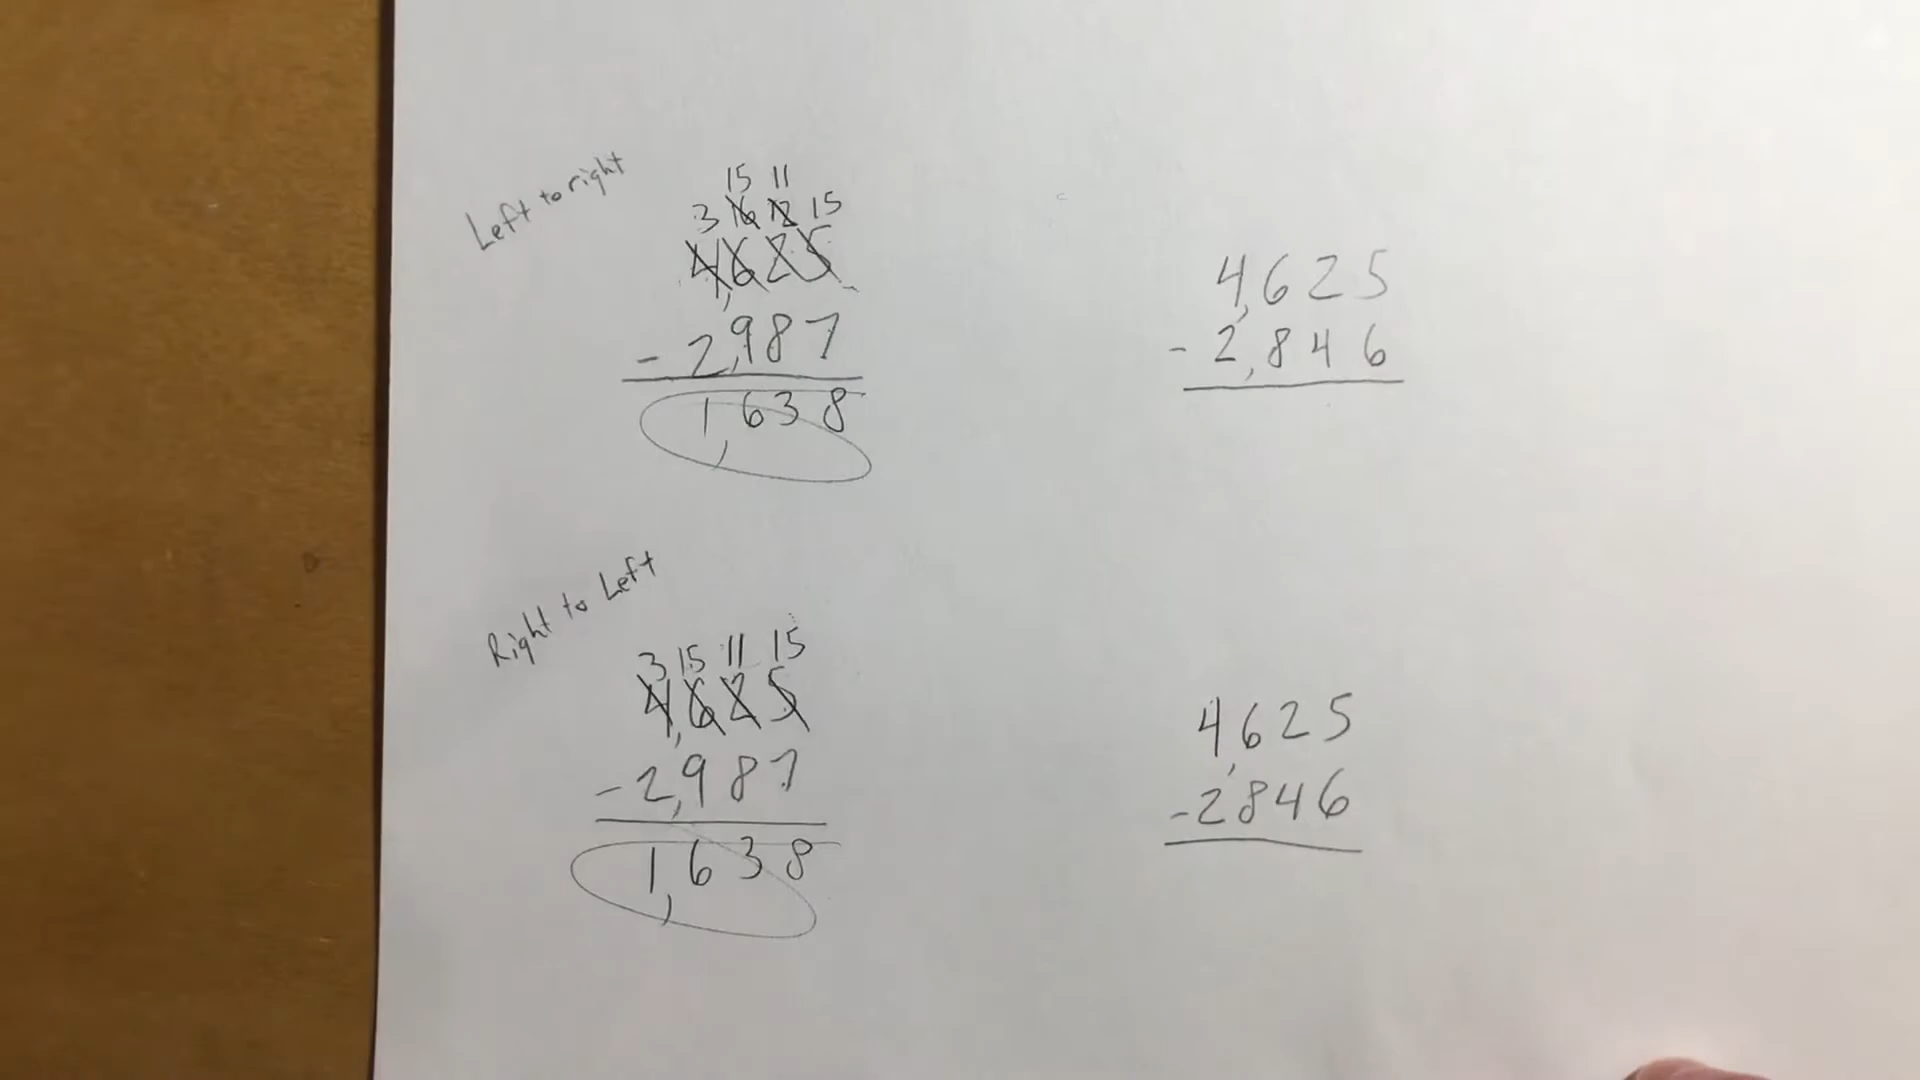 Left to right
15 11
3 16 12 15
4,625
- 2,987
1,638
4,625
- 2,846
Right to Left
3 15 11 15
4,625
- 2,987
1,638
4,625
- 2846